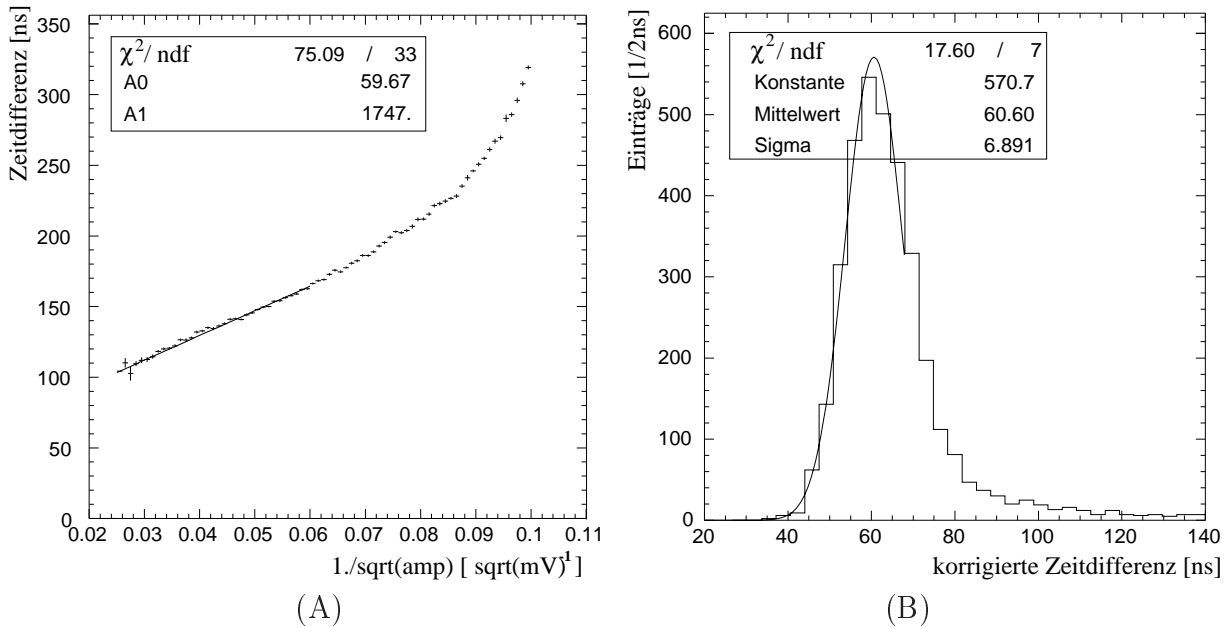 Zeitdifferenz [ns]
350
300
250
200
150
100
50
0
χ²/ ndf 75.09 / 33
A0 59.67
A1 1747.
0.02 0.03 0.04 0.05 0.06 0.07 0.08 0.09 0.1 0.11
1./sqrt(amp) [ sqrt(mV)⁻¹]
(A)
Einträge [1/2ns]
600
500
400
300
200
100
0
χ²/ ndf 17.60 / 7
Konstante 570.7
Mittelwert 60.60
Sigma 6.891
20 40 60 80 100 120 140
korrigierte Zeitdifferenz [ns]
(B)